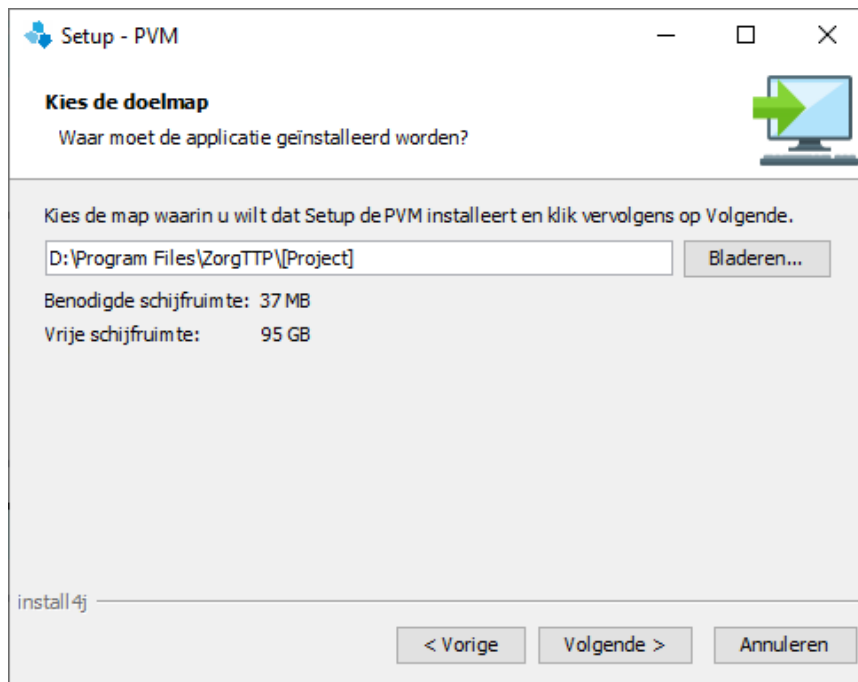 Setup - PVM
Kies de doelmap
Waar moet de applicatie geïnstalleerd worden?
Kies de map waarin u wilt dat Setup de PVM installeert en klik vervolgens op Volgende.
D:\Program Files\ZorgTTP\[Project]
Bladeren...
Benodigde schijfruimte: 37 MB
Vrije schijfruimte: 95 GB
install4j
< Vorige
Volgende >
Annuleren